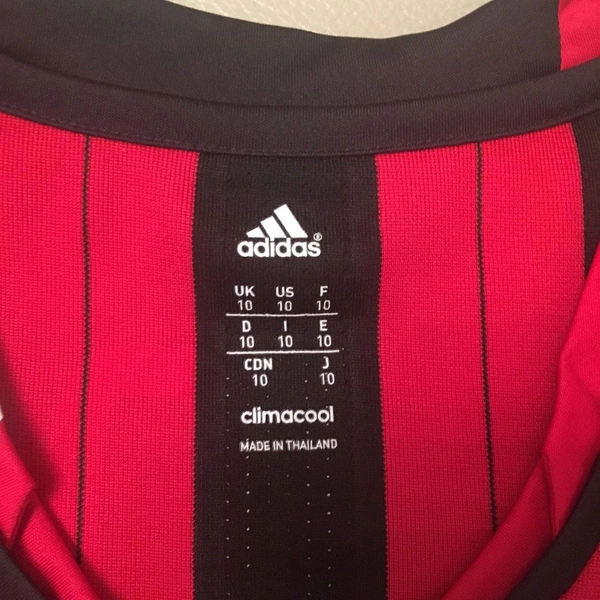 adidas®
UK US F
10 10 10
D I E
10 10 10
CDN J
10 10
climacool
MADE IN THAILAND